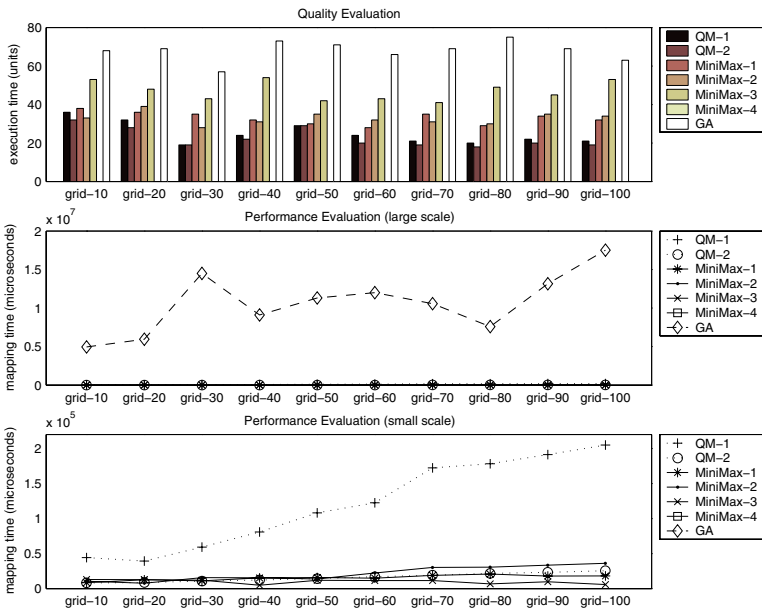 Quality Evaluation
execution time (units)
80
60
40
20
0
grid-10 grid-20 grid-30 grid-40 grid-50 grid-60 grid-70 grid-80 grid-90 grid-100
QM-1
QM-2
MiniMax-1
MiniMax-2
MiniMax-3
MiniMax-4
GA
x 10^7
Performance Evaluation (large scale)
mapping time (microseconds)
2
1.5
1
0.5
0
grid-10 grid-20 grid-30 grid-40 grid-50 grid-60 grid-70 grid-80 grid-90 grid-100
QM-1
QM-2
MiniMax-1
MiniMax-2
MiniMax-3
MiniMax-4
GA
x 10^5
Performance Evaluation (small scale)
mapping time (microseconds)
2
1.5
1
0.5
0
grid-10 grid-20 grid-30 grid-40 grid-50 grid-60 grid-70 grid-80 grid-90 grid-100
QM-1
QM-2
MiniMax-1
MiniMax-2
MiniMax-3
MiniMax-4
GA